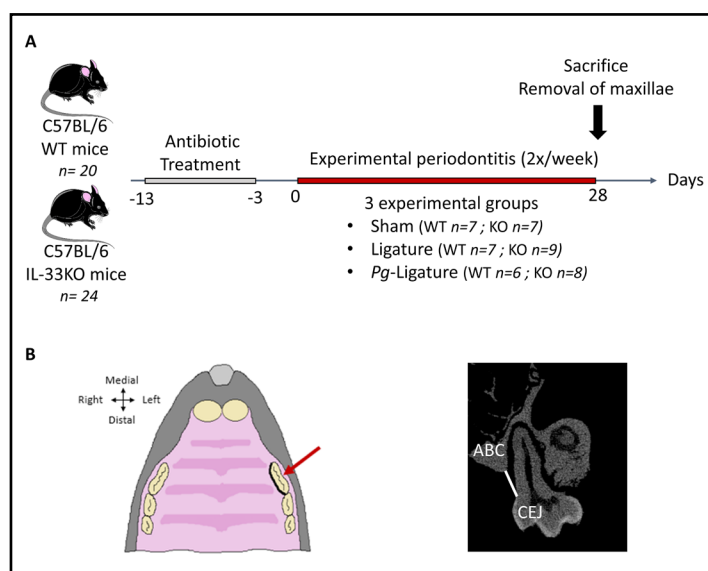 A
C57BL/6
WT mice
n= 20
C57BL/6
IL-33KO mice
n= 24
Antibiotic
Treatment
Sacrifice
Removal of maxillae
Experimental periodontitis (2x/week)
-13
-3
0
28
Days
3 experimental groups
• Sham (WT n=7 ; KO n=7)
• Ligature (WT n=7 ; KO n=9)
• Pg-Ligature (WT n=6 ; KO n=8)
B
Medial
Right
Left
Distal
ABC
CEJ